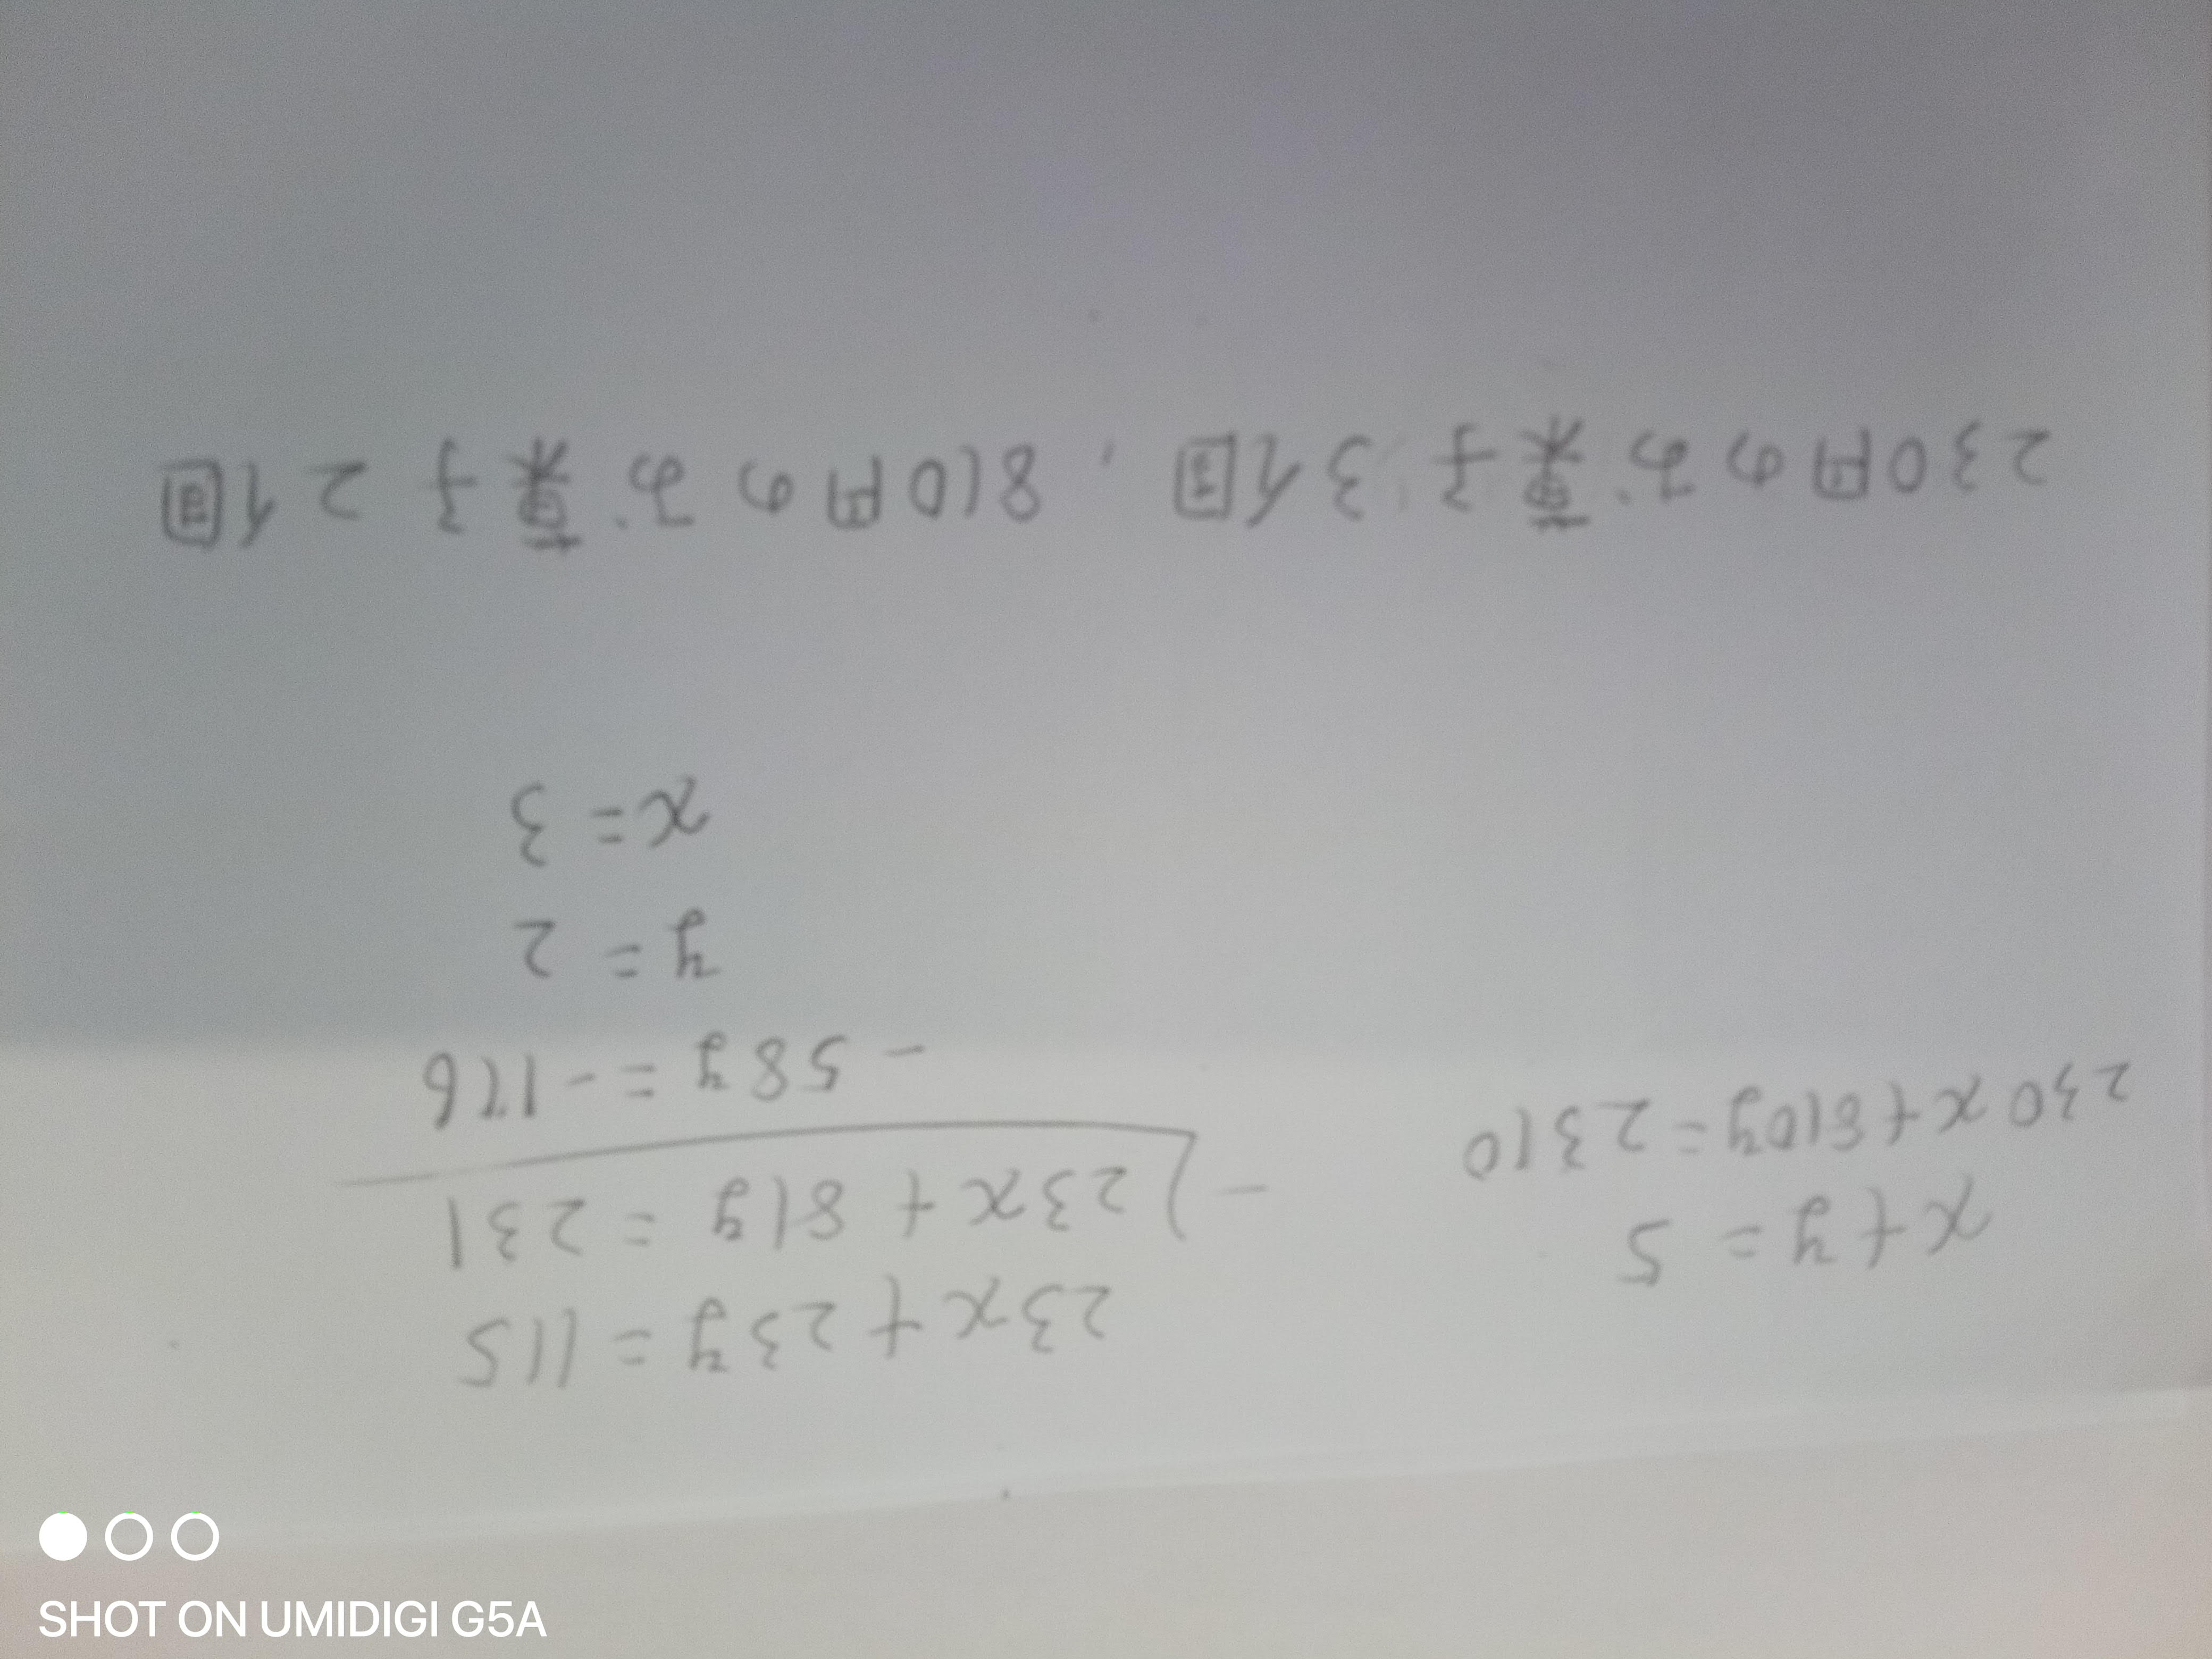 x+y=5
230x+810y=2310
23x+23y=115
-)23x+81y=231
-58y=-116
y=2
x=3
230円のお菓子3個、810円のお菓子2個
SHOT ON UMIDIGI G5A